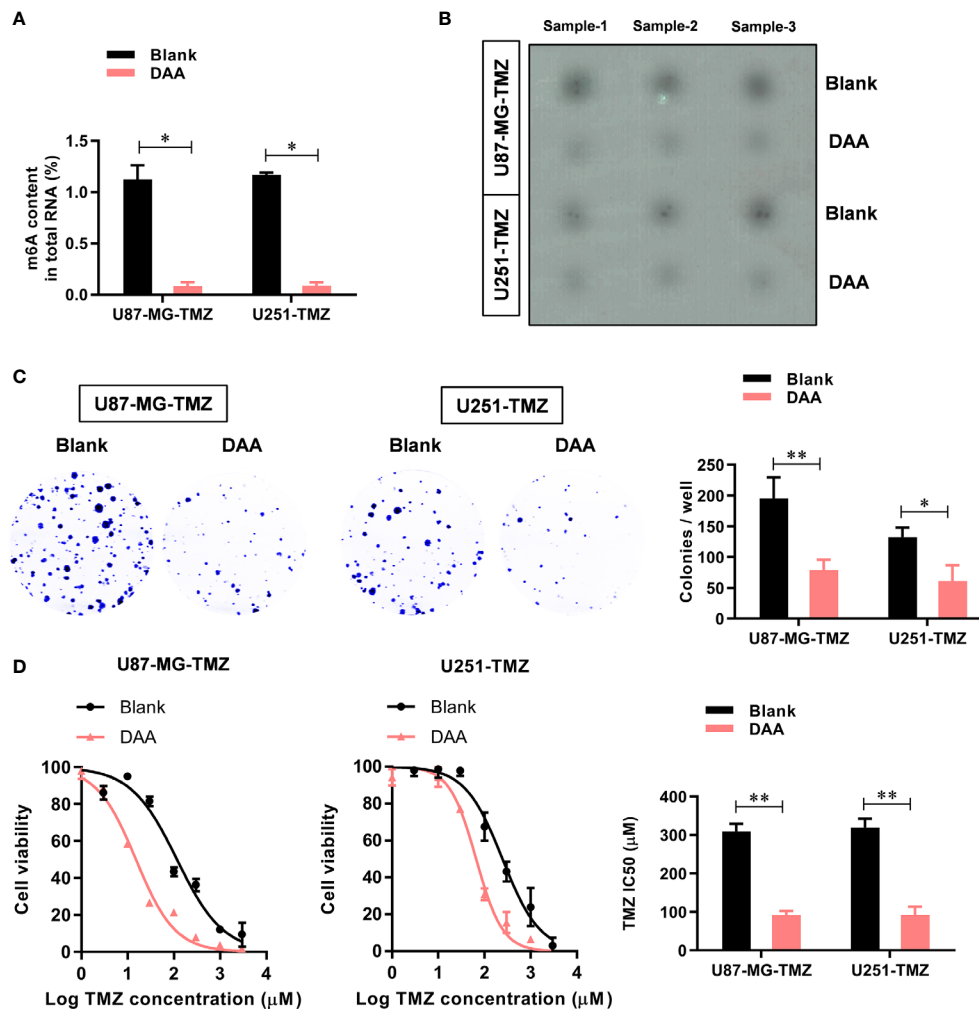 A
Blank
DAA
m6A content
in total RNA (%)
1.5
1.0
0.5
0.0
*
*
U87-MG-TMZ
U251-TMZ
B
Sample-1
Sample-2
Sample-3
U87-MG-TMZ
U251-TMZ
Blank
DAA
Blank
DAA
C
U87-MG-TMZ
U251-TMZ
Blank
DAA
Blank
DAA
Blank
DAA
Colonies / well
250
200
150
100
50
0
**
*
U87-MG-TMZ
U251-TMZ
D
U87-MG-TMZ
Blank
DAA
Cell viability
100
80
60
40
20
0
0 1 2 3 4
Log TMZ concentration (μM)
U251-TMZ
Blank
DAA
Cell viability
100
80
60
40
20
0
0 1 2 3 4
Log TMZ concentration (μM)
Blank
DAA
TMZ IC50 (μM)
400
300
200
100
0
**
**
U87-MG-TMZ
U251-TMZ